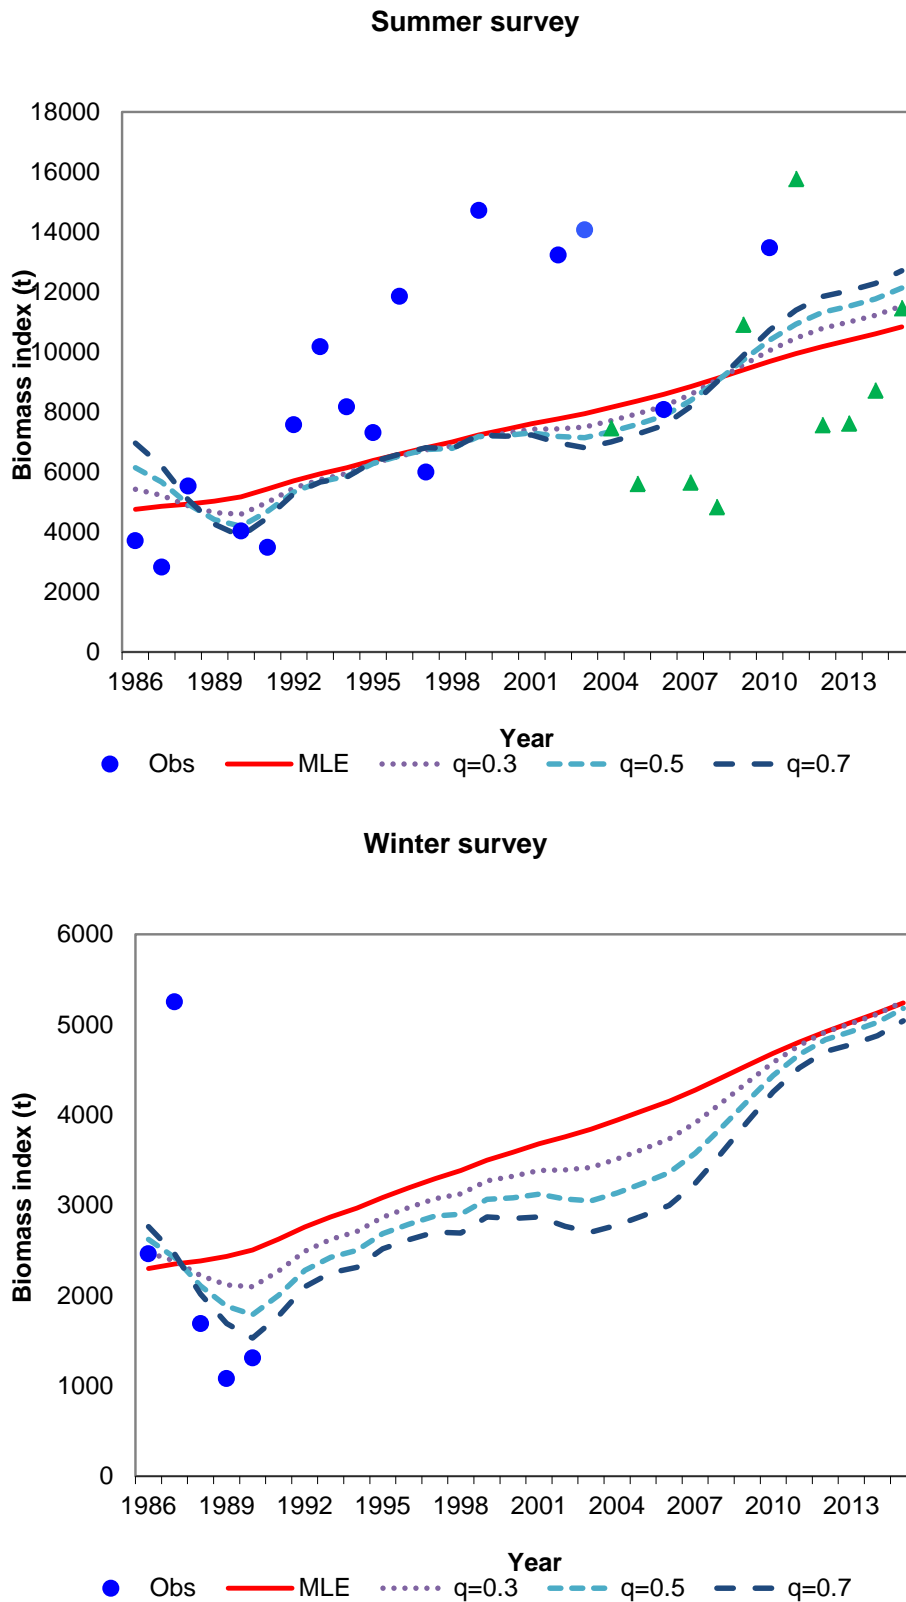 Summer survey
18000
16000
14000
12000
10000
8000
6000
4000
2000
0
Biomass index (t)
1986 1989 1992 1995 1998 2001 2004 2007 2010 2013
Year
Obs MLE q=0.3 q=0.5 q=0.7
Winter survey
6000
5000
4000
3000
2000
1000
0
Biomass index (t)
1986 1989 1992 1995 1998 2001 2004 2007 2010 2013
Year
Obs MLE q=0.3 q=0.5 q=0.7